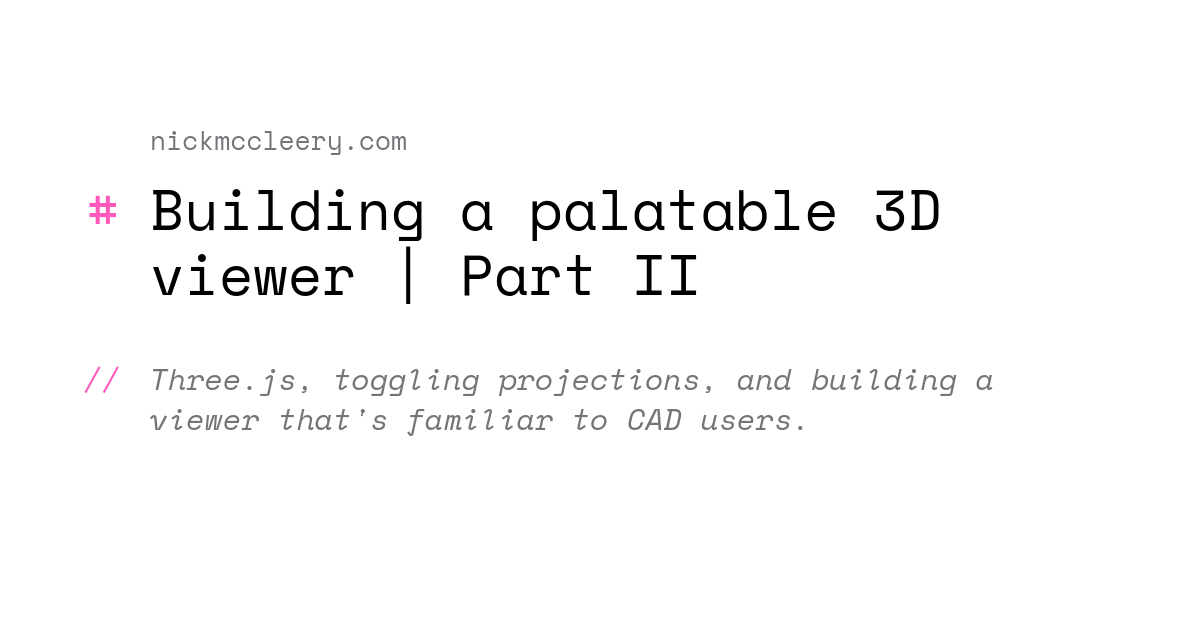 nickmccleery.com
# Building a palatable 3D
viewer | Part II
// Three.js, toggling projections, and building a
viewer that's familiar to CAD users.